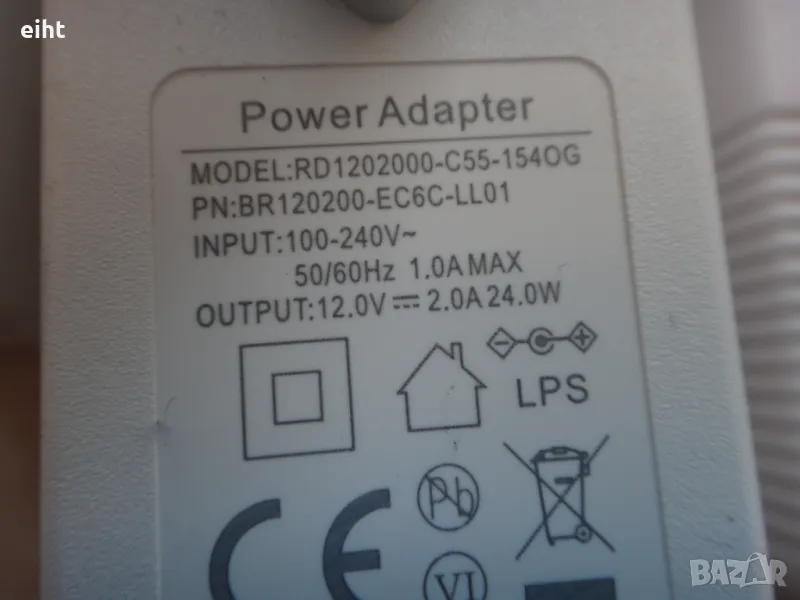 eiht
Power Adapter
MODEL:RD1202000-C55-154OG
PN:BR120200-EC6C-LL01
INPUT:100-240V~
50/60Hz 1.0A MAX
OUTPUT:12.0V⎓2.0A 24.0W
LPS
Pb
CE
VI
BAZAR